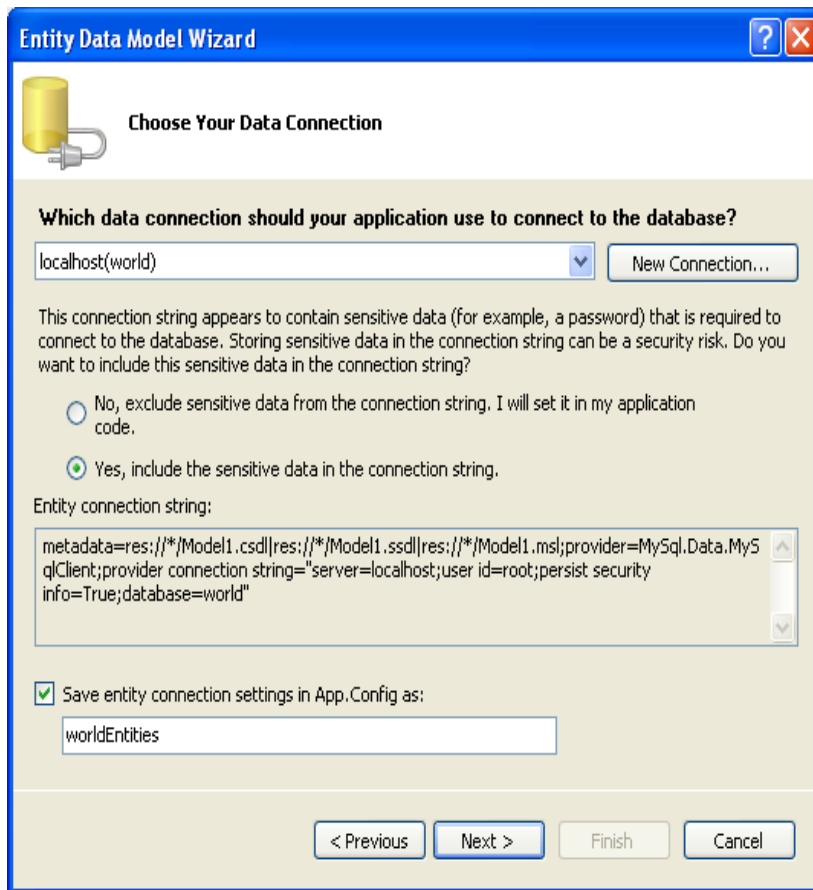 Entity Data Model Wizard
Choose Your Data Connection
Which data connection should your application use to connect to the database?
localhost(world)
New Connection...
This connection string appears to contain sensitive data (for example, a password) that is required to
connect to the database. Storing sensitive data in the connection string can be a security risk. Do you
want to include this sensitive data in the connection string?
No, exclude sensitive data from the connection string. I will set it in my application
code.
Yes, include the sensitive data in the connection string.
Entity connection string:
metadata=res://*/Model1.csdl|res://*/Model1.ssdl|res://*/Model1.msl;provider=MySql.Data.MyS
qlClient;provider connection string="server=localhost;user id=root;persist security
info=True;database=world"
Save entity connection settings in App.Config as:
worldEntities
< Previous
Next >
Finish
Cancel